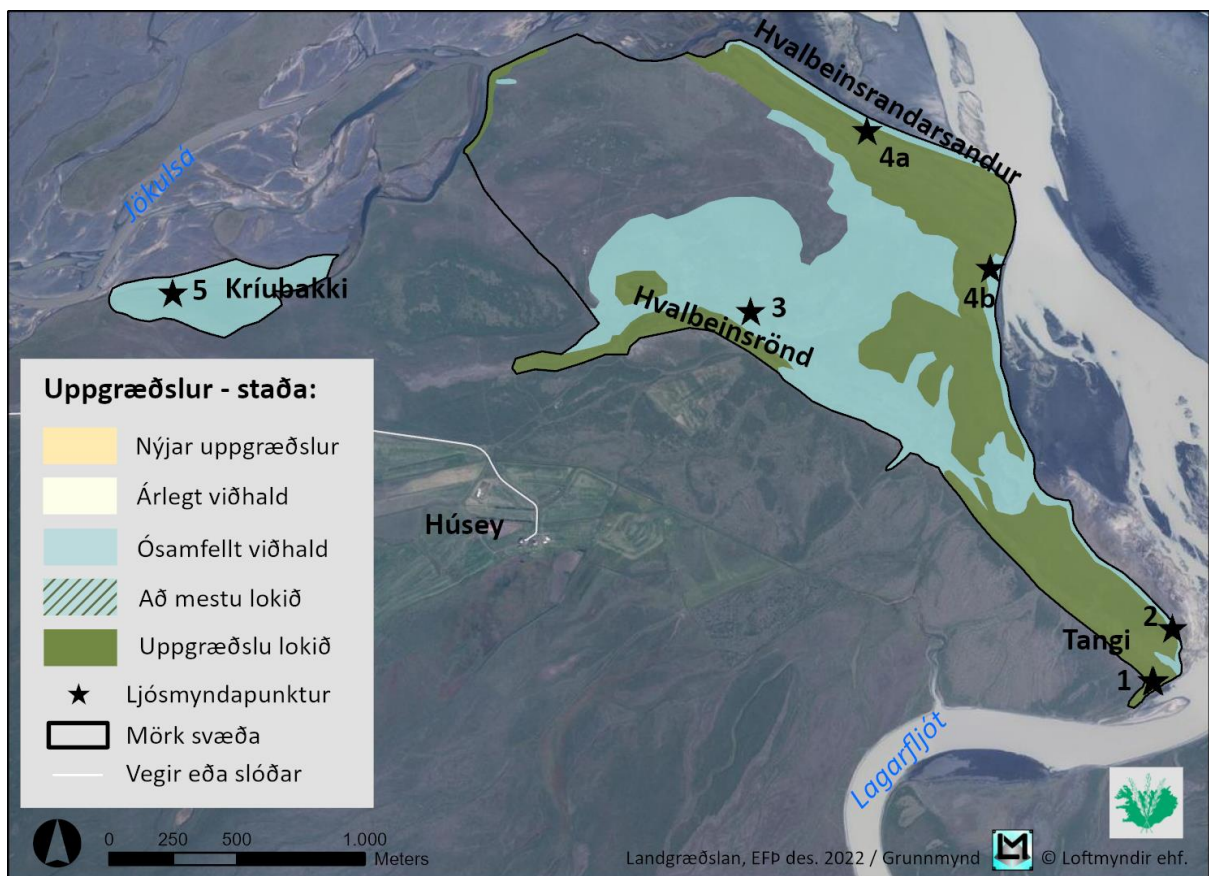 Hvalbeinsrandarsandur
4a
Jökulsá
5
Kríubakki
4b
3
Hvalbeinsrönd
Uppgræðslur - staða:
Nýjar uppgræðslur
Árlegt viðhald
Ósamfellt viðhald
Að mestu lokið
Uppgræðslu lokið
Ljósmyndapunktur
Mörk svæða
Vegir eða slóðar
Húsey
2
Tangi
1
Lagarfljót
0 250 500 1.000
Meters
Landgræðslan, EFÞ des. 2022 / Grunnmynd LM © Loftmyndir ehf.